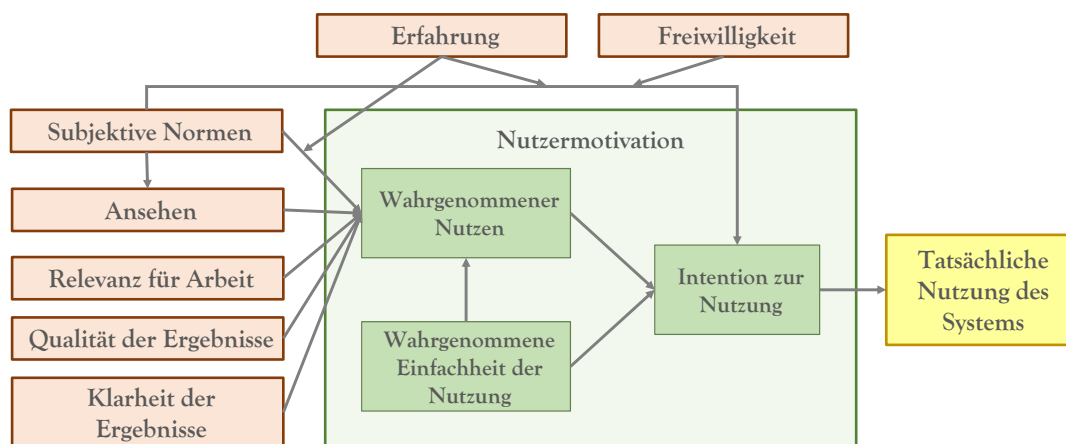 Erfahrung
Freiwilligkeit
Subjektive Normen
Nutzermotivation
Ansehen
Wahrgenommener
Nutzen
Relevanz für Arbeit
Intention zur
Nutzung
Tatsächliche
Nutzung des
Systems
Qualität der Ergebnisse
Wahrgenommene
Einfachheit der
Nutzung
Klarheit der
Ergebnisse